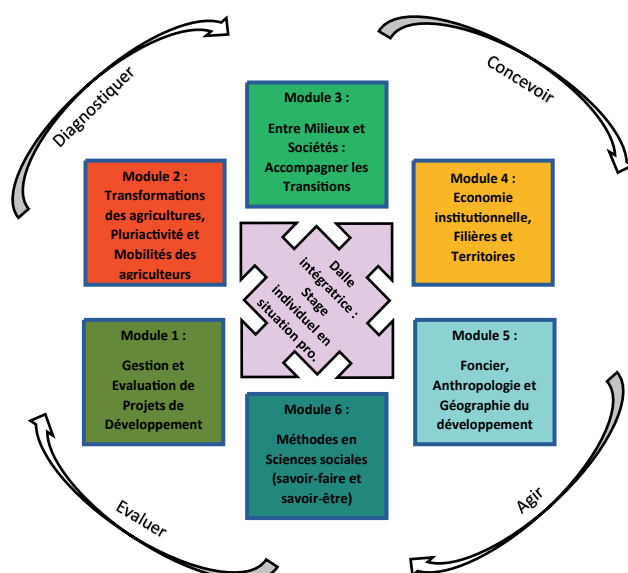 Diagnostiquer
Concevoir
Module 3 :
Entre Milieux et
Sociétés :
Accompagner les
Transitions
Module 2 :
Transformations
des agricultures,
Pluriactivité et
Mobilités des
agriculteurs
Module 4 :
Economie
institutionnelle,
Filières et
Territoires
Dalle
intégratrice :
Stage
individuel en
situation pro.
Module 1 :
Gestion et
Evaluation de
Projets de
Développement
Module 5 :
Foncier,
Anthropologie et
Géographie du
développement
Module 6 :
Méthodes en
Sciences sociales
(savoir-faire et
savoir-être)
Evaluer
Agir